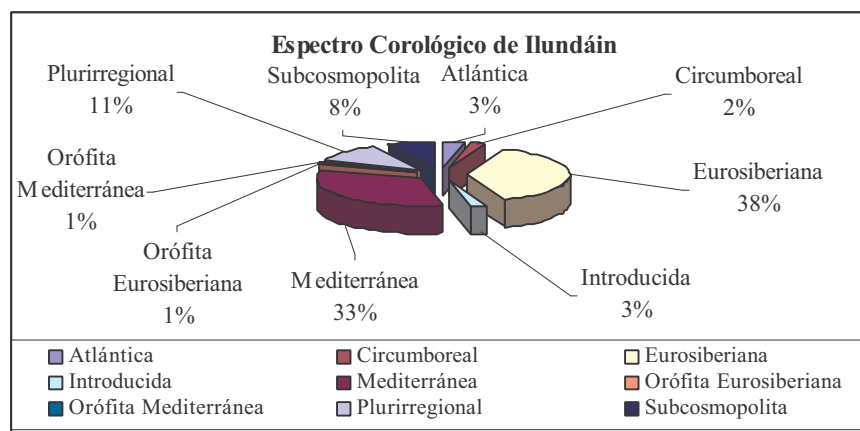 Espectro Corológico de Ilundáin
Plurirregional
11%
Subcosmopolita
8%
Atlántica
3%
Circumboreal
2%
Orófita
Mediterránea
1%
Eurosiberiana
38%
Orófita
Eurosiberiana
1%
Mediterránea
33%
Introducida
3%
Atlántica Circumboreal Eurosiberiana
Introducida Mediterránea Orófita Eurosiberiana
Orófita Mediterránea Plurirregional Subcosmopolita